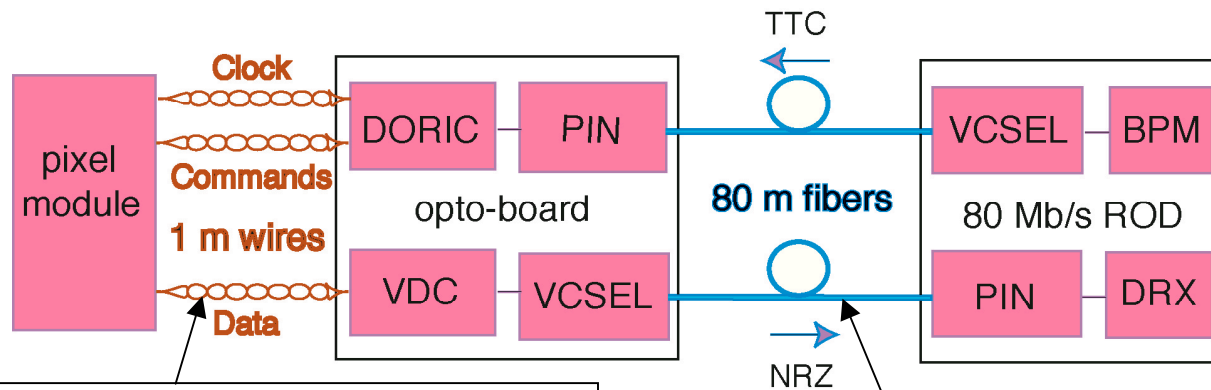 TTC
Clock
DORIC
PIN
VCSEL
BPM
pixel
module
Commands
opto-board
80 m fibers
80 Mb/s ROD
1 m wires
VDC
VCSEL
PIN
DRX
Data
NRZ